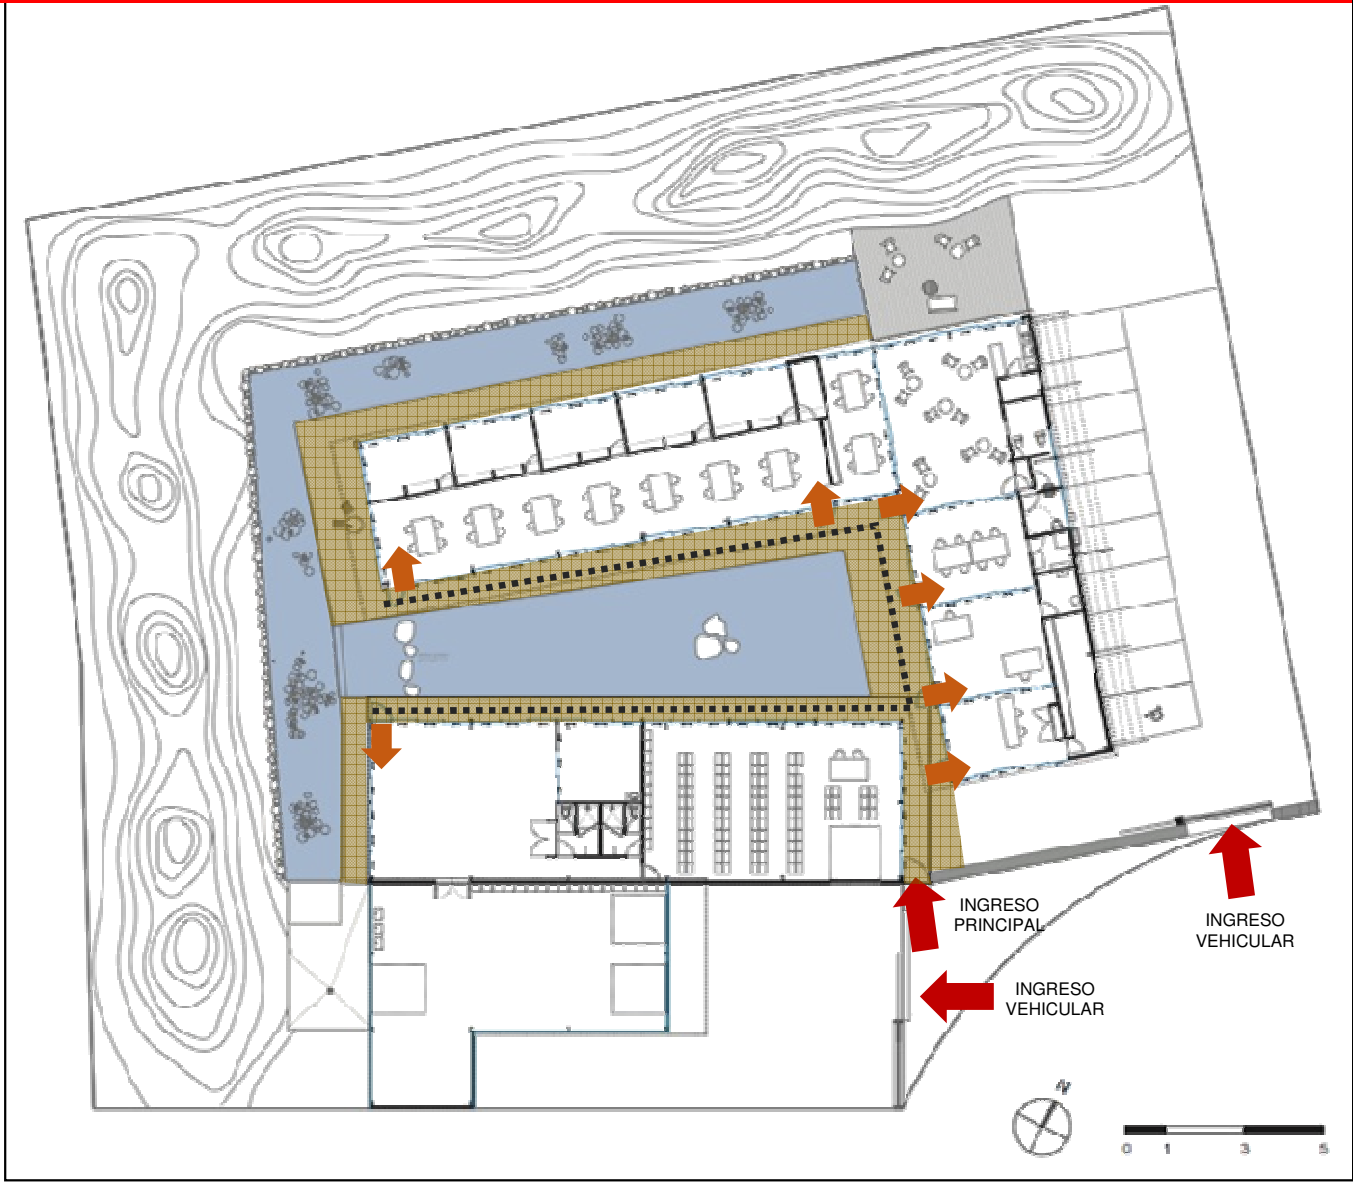 INGRESO
PRINCIPAL
INGRESO
VEHICULAR
INGRESO
VEHICULAR
N
0 1 3 5